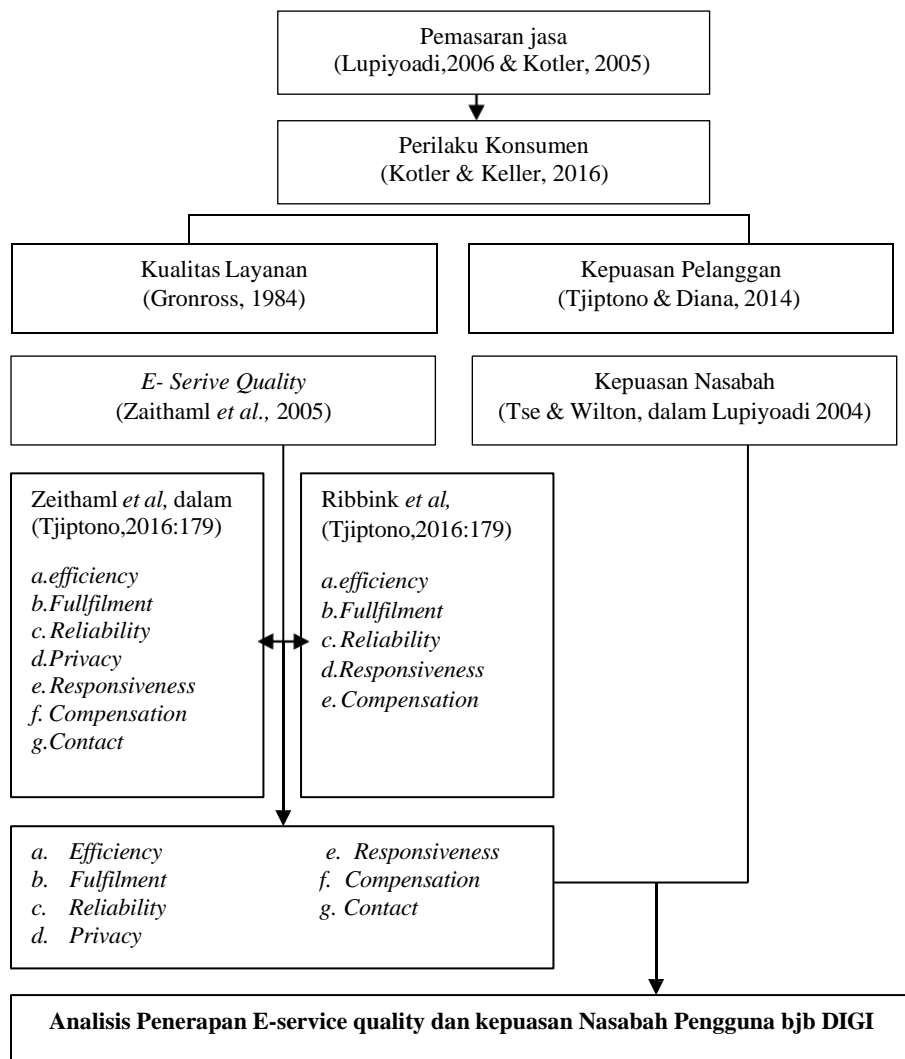 Pemasaran jasa
(Lupiyoadi,2006 & Kotler, 2005)
Perilaku Konsumen
(Kotler & Keller, 2016)
Kualitas Layanan
(Gronross, 1984)
Kepuasan Pelanggan
(Tjiptono & Diana, 2014)
E- Serive Quality
(Zaithaml et al., 2005)
Kepuasan Nasabah
(Tse & Wilton, dalam Lupiyoadi 2004)
Zeithaml et al, dalam
(Tjiptono,2016:179)
a.efficiency
b.Fullfilment
c.Reliability
d.Privacy
e.Responsiveness
f. Compensation
g.Contact
Ribbink et al,
(Tjiptono,2016:179)
a.efficiency
b.Fullfilment
c.Reliability
d.Responsiveness
e. Compensation
a. Efficiency
b. Fulfilment
c. Reliability
d. Privacy
e. Responsiveness
f. Compensation
g. Contact
Analisis Penerapan E-service quality dan kepuasan Nasabah Pengguna bjb DIGI